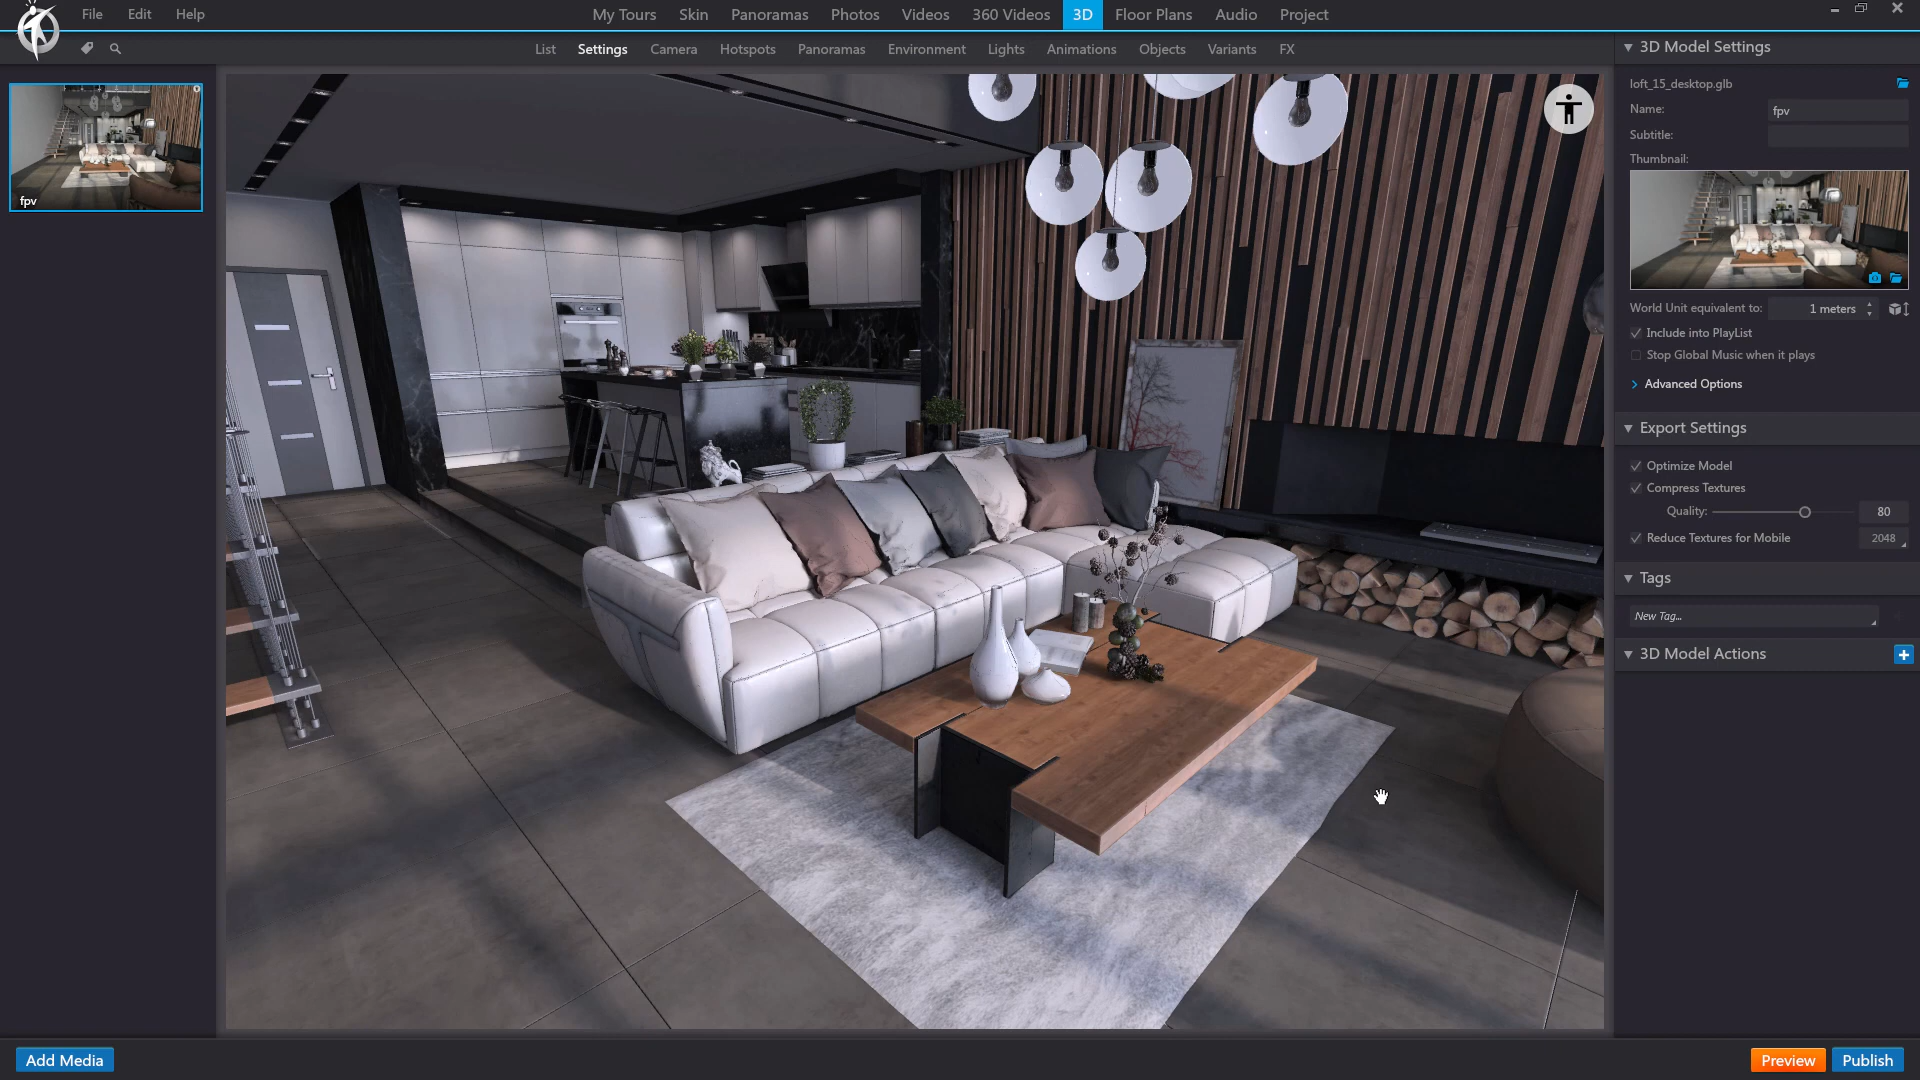 File Edit Help
My Tours Skin Panoramas Photos Videos 360 Videos 3D Floor Plans Audio Project
List Settings Camera Hotspots Panoramas Environment Lights Animations Objects Variants FX
fpv
3D Model Settings
loft_15_desktop.glb
Name: fpv
Subtitle:
Thumbnail:
World Unit equivalent to: 1 meters
Include into PlayList
Stop Global Music when it plays
Advanced Options
Export Settings
Optimize Model
Compress Textures
Quality: 80
Reduce Textures for Mobile 2048
Tags
New Tag...
3D Model Actions
Add Media
Preview Publish